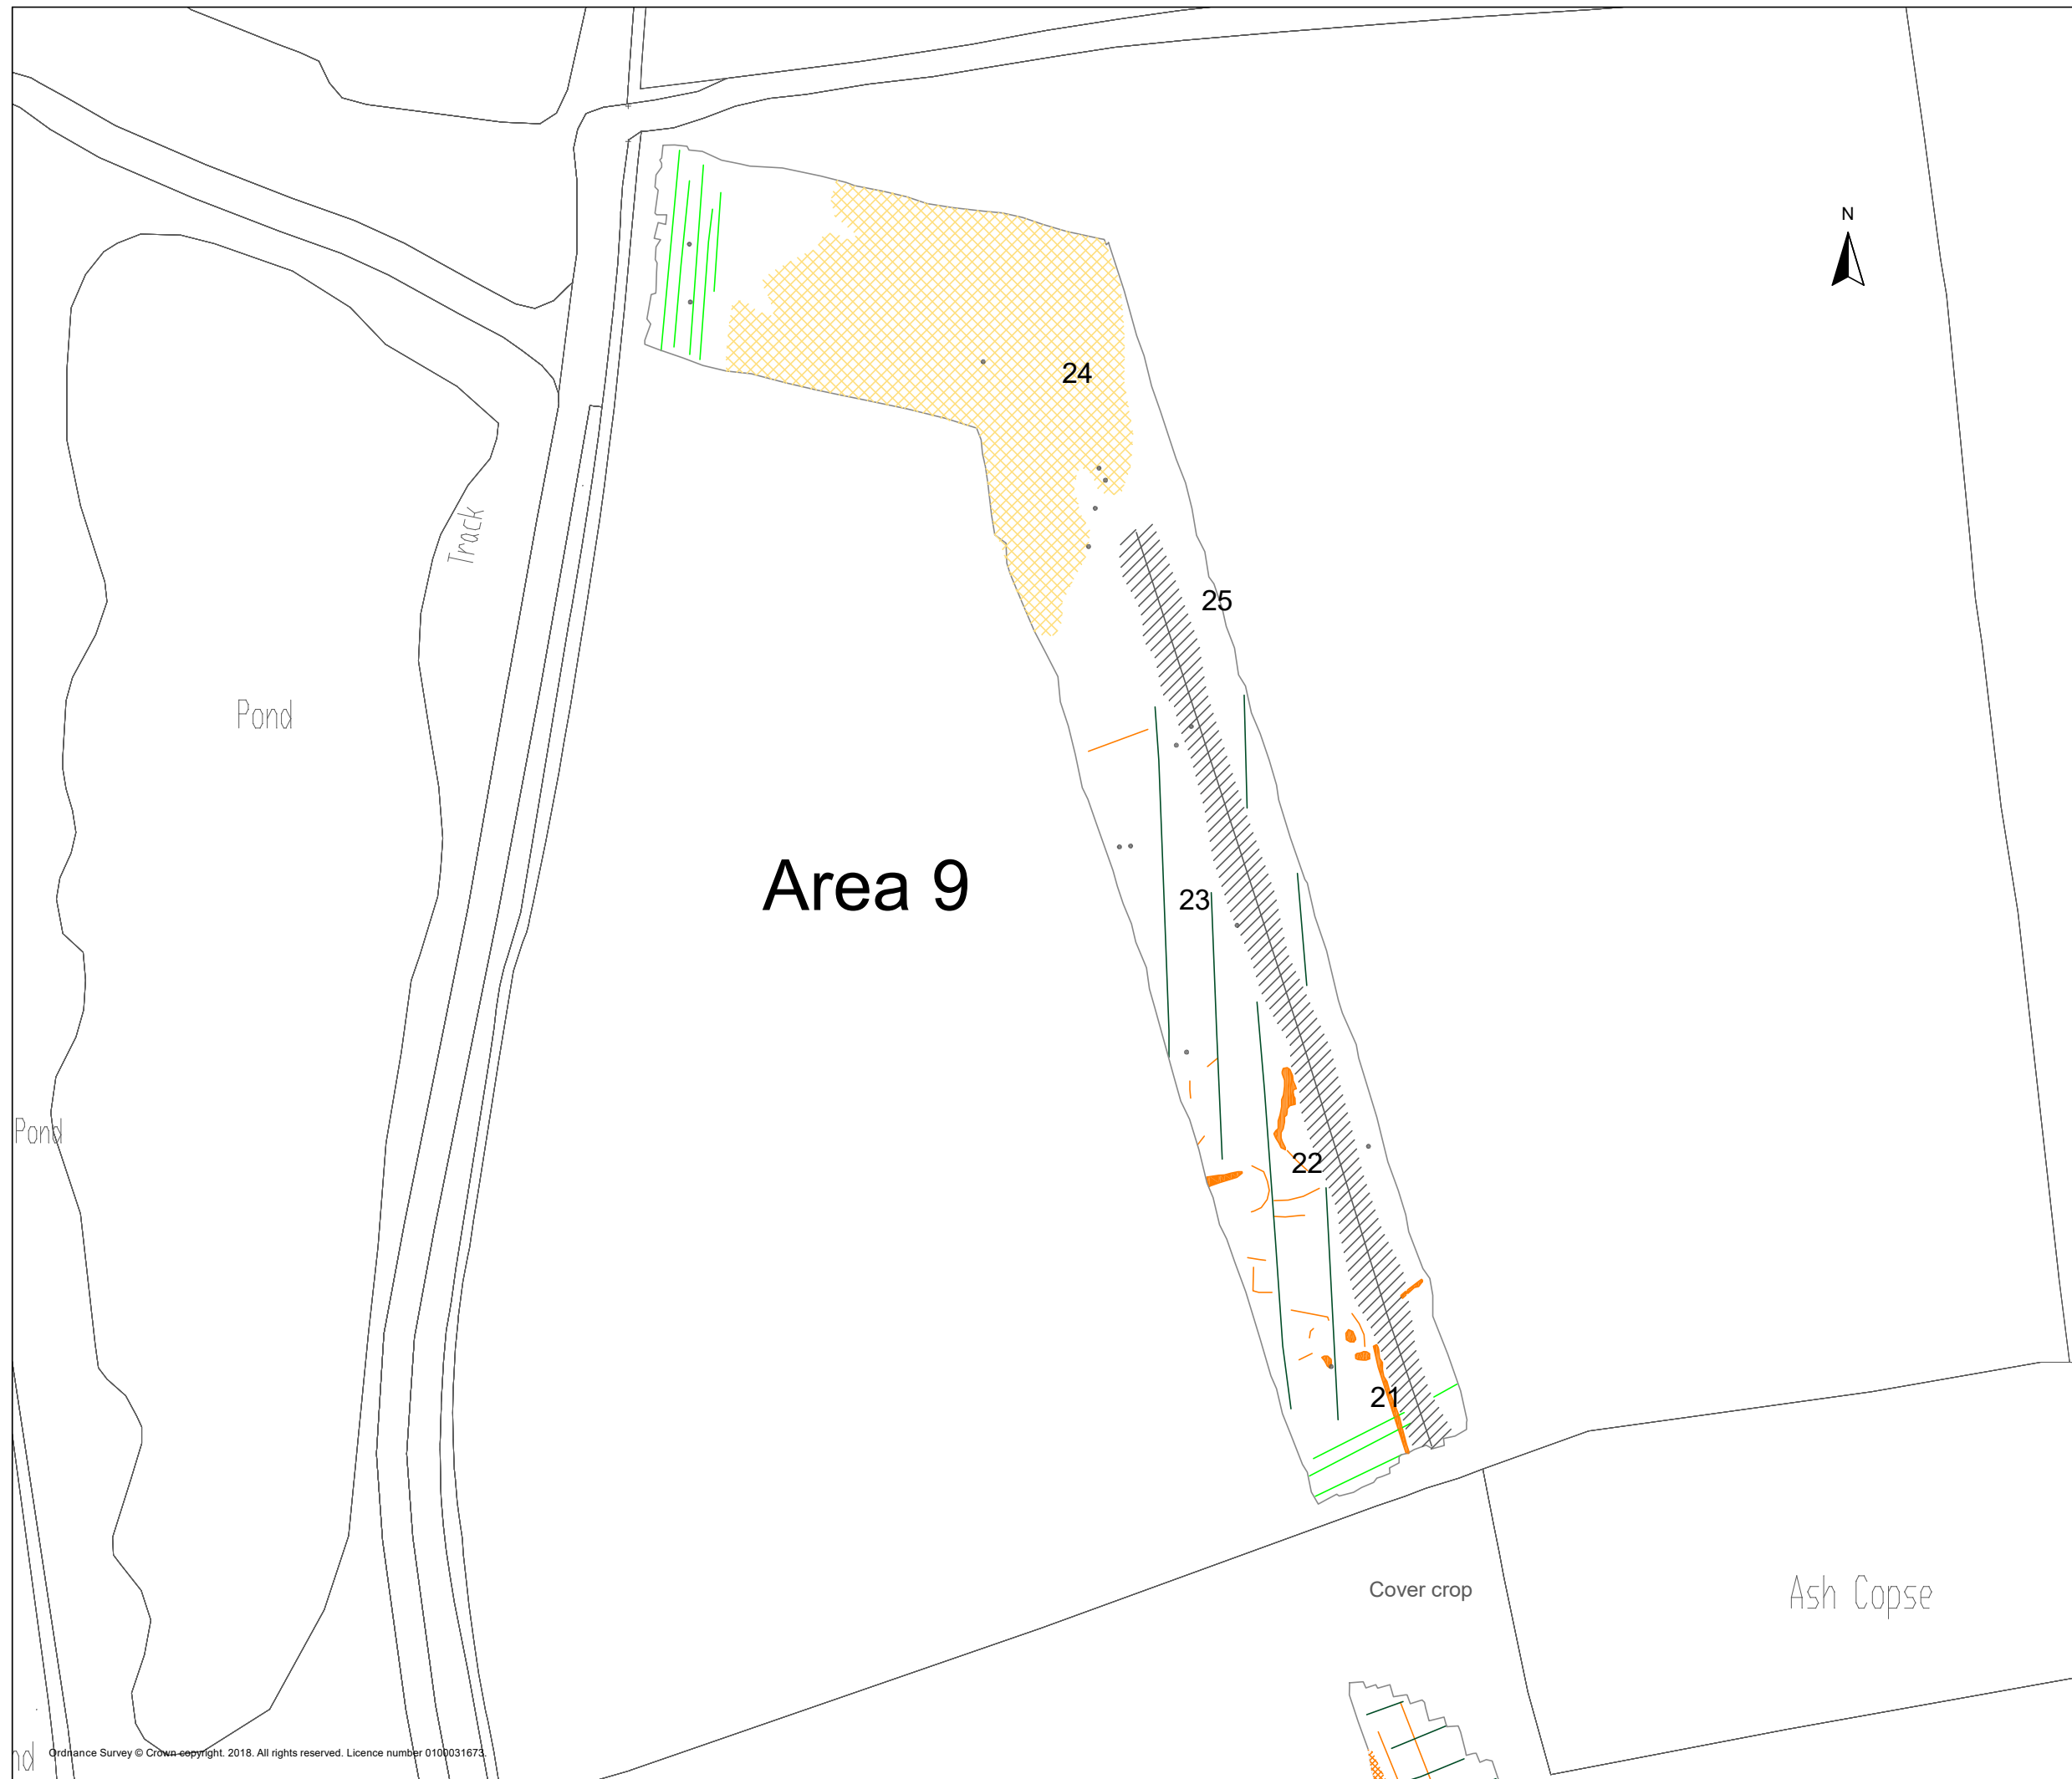 N
24
Track
25
Pond
Area 9
23
Pond
22
21
Cover crop
Ash Copse
nd
Ordnance Survey © Crown copyright. 2018. All rights reserved. Licence number 0100031673.